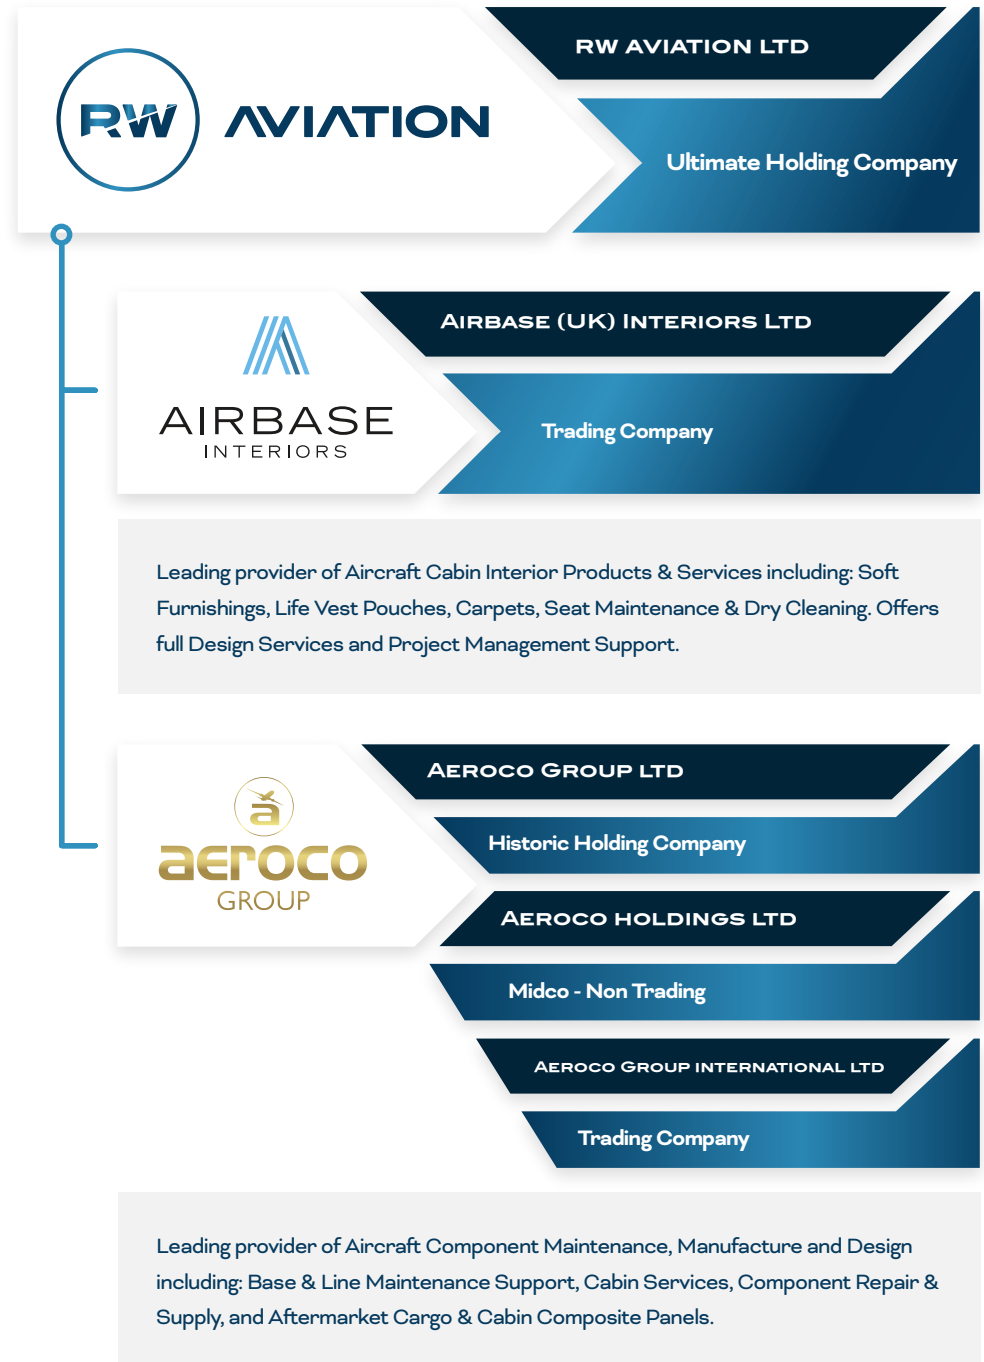 RW AVIATION
RW AVIATION LTD
Ultimate Holding Company
AIRBASE
INTERIORS
AIRBASE (UK) INTERIORS LTD
Trading Company
Leading provider of Aircraft Cabin Interior Products & Services including: Soft
Furnishings, Life Vest Pouches, Carpets, Seat Maintenance & Dry Cleaning. Offers
full Design Services and Project Management Support.
a
aeroco
GROUP
AEROCO GROUP LTD
Historic Holding Company
AEROCO HOLDINGS LTD
Midco - Non Trading
AEROCO GROUP INTERNATIONAL LTD
Trading Company
Leading provider of Aircraft Component Maintenance, Manufacture and Design
including: Base & Line Maintenance Support, Cabin Services, Component Repair &
Supply, and Aftermarket Cargo & Cabin Composite Panels.